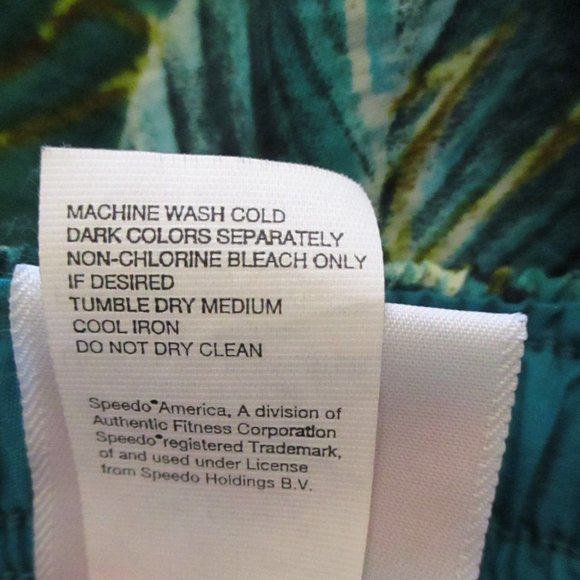 MACHINE WASH COLD
DARK COLORS SEPARATELY
NON-CHLORINE BLEACH ONLY
IF DESIRED
TUMBLE DRY MEDIUM
COOL IRON
DO NOT DRY CLEAN
Speedo® America, A division of
Authentic Fitness Corporation
Speedo® registered Trademark,
of and used under License
from Speedo Holdings B.V.